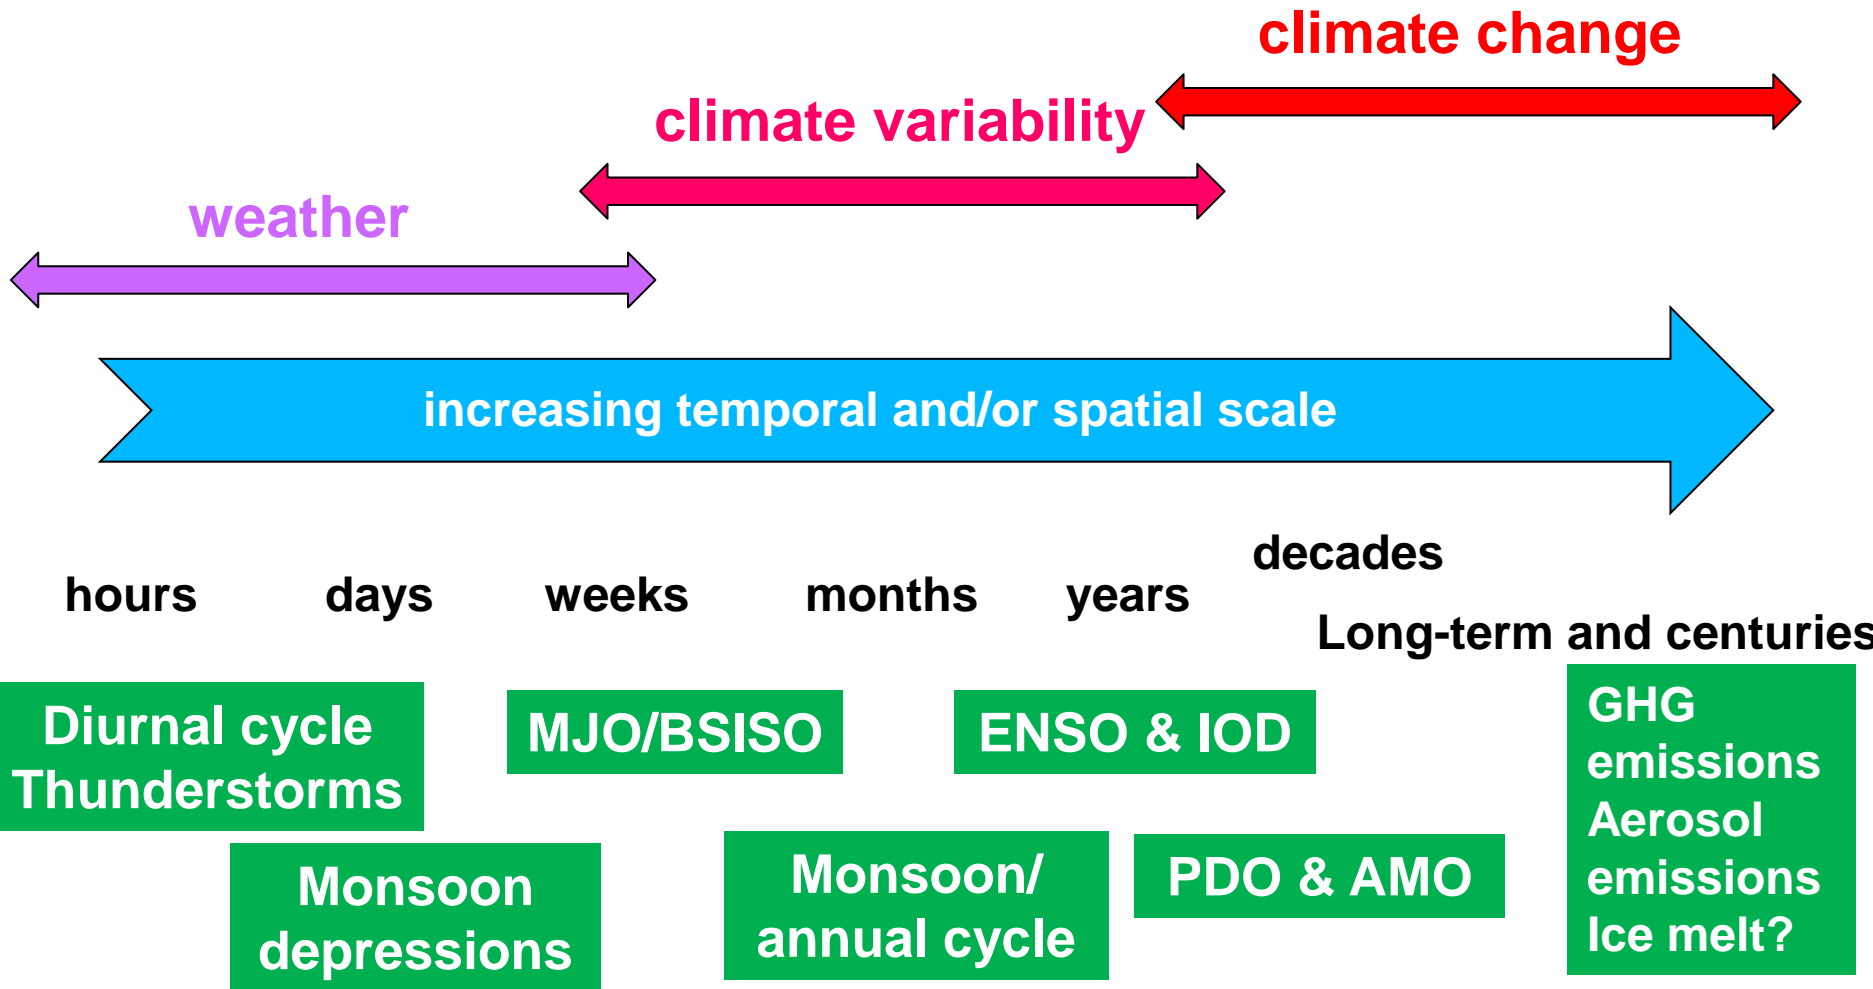 climate change
climate variability
weather
increasing temporal and/or spatial scale
decades
hours days weeks months years
Long-term and centuries
Diurnal cycle
Thunderstorms
MJO/BSISO
ENSO & IOD
GHG
emissions
Aerosol
emissions
Ice melt?
Monsoon
depressions
Monsoon/
annual cycle
PDO & AMO